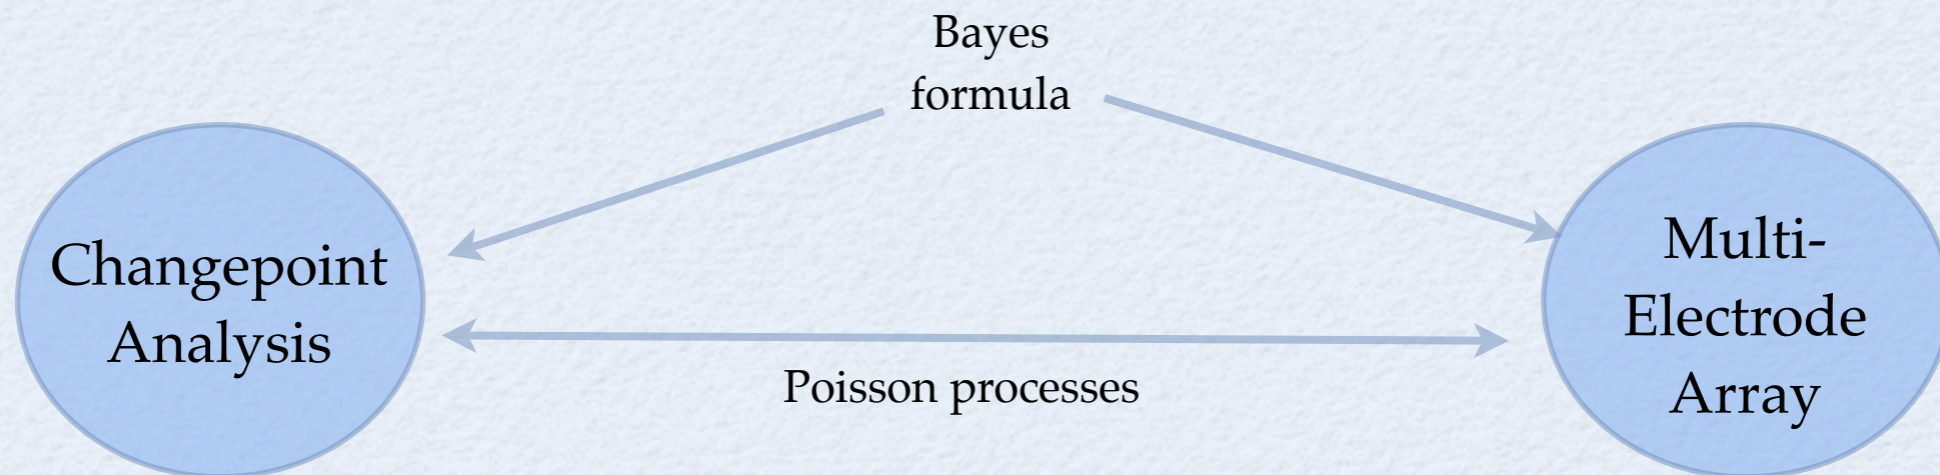 Bayes
formula
Changepoint
Analysis
Multi-
Electrode
Array
Poisson processes